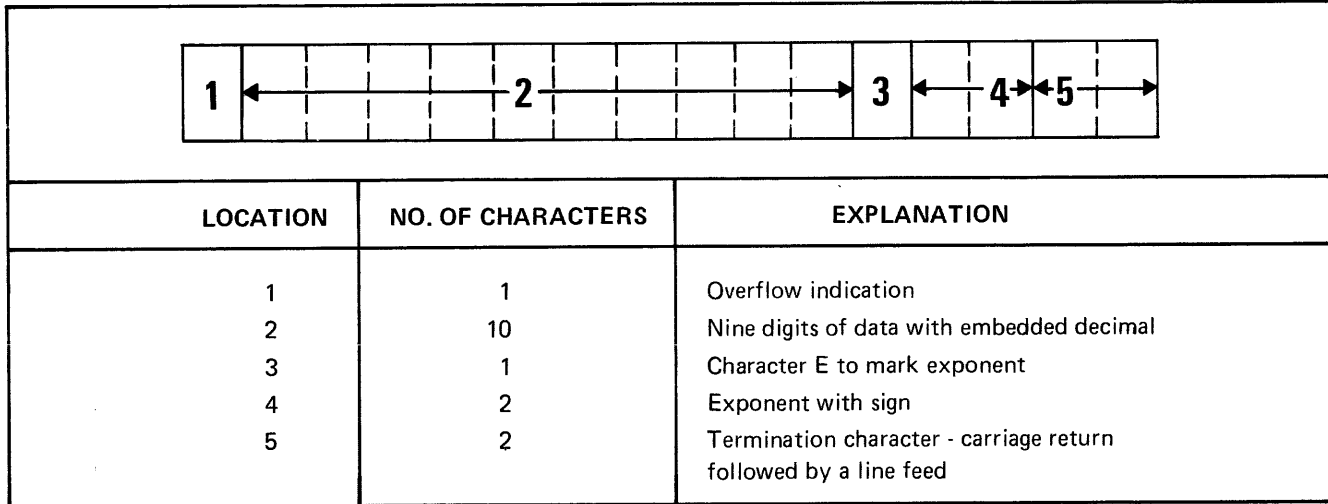 1 2 3 4 5
LOCATION NO. OF CHARACTERS EXPLANATION
1 1 Overflow indication
2 10 Nine digits of data with embedded decimal
3 1 Character E to mark exponent
4 2 Exponent with sign
5 2 Termination character - carriage return
followed by a line feed